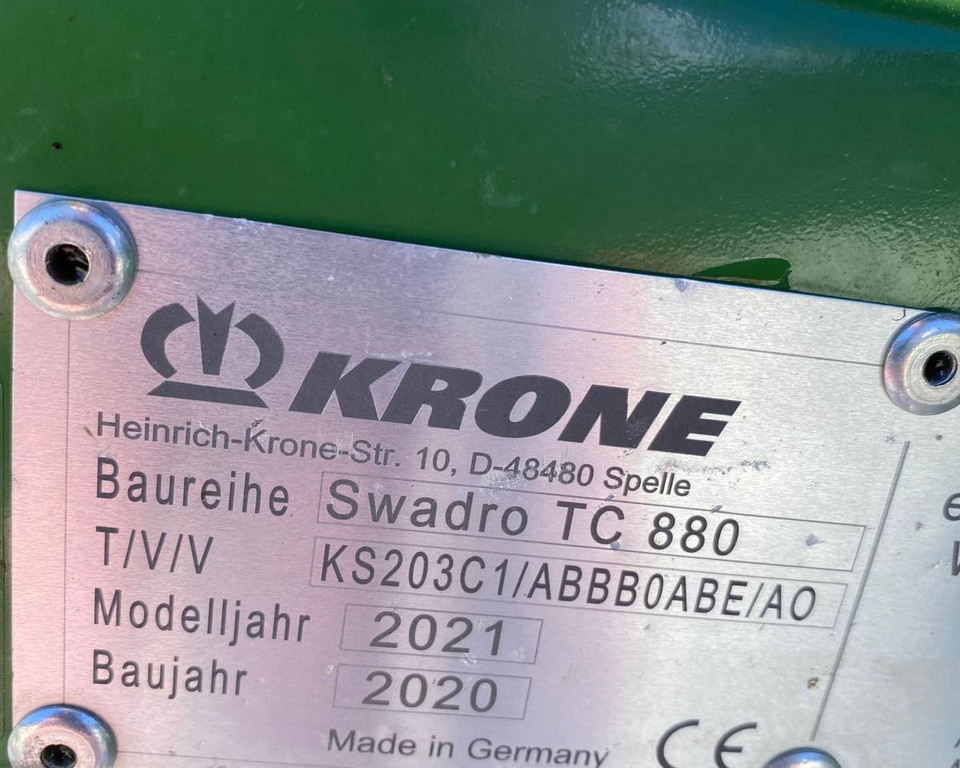 KRONE
Heinrich-Krone-Str. 10, D-48480 Spelle
Baureihe Swadro TC 880
T/V/V KS203C1/ABBB0ABE/AO
Modelljahr 2021
Baujahr 2020
Made in Germany CE